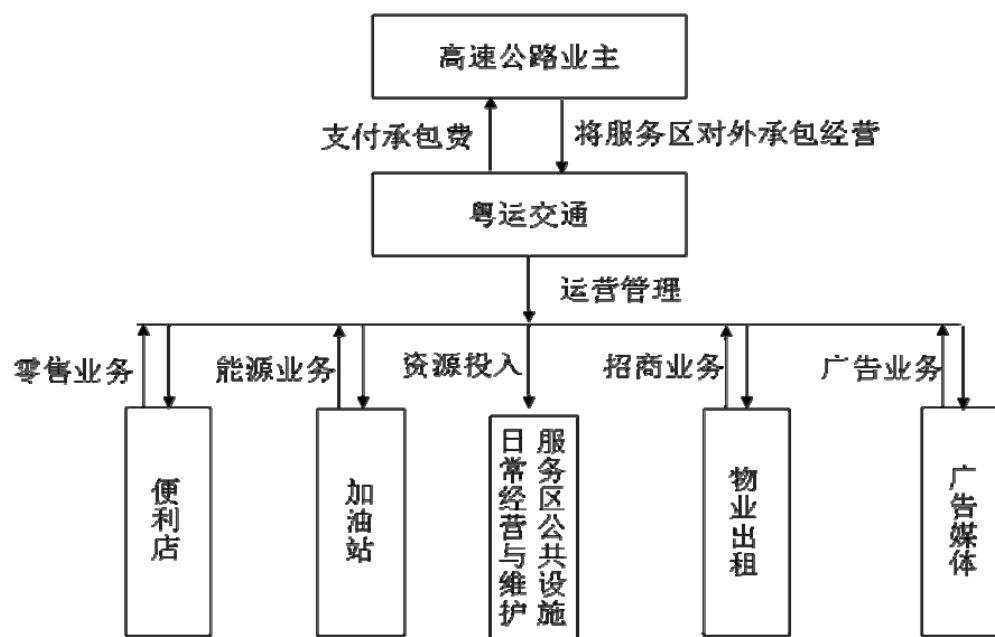 高速公路业主
支付承包费
将服务区对外承包经营
粤运交通
运营管理
零售业务
能源业务
资源投入
招商业务
广告业务
便利店
加油站
服务区公共设施
日常经营与维护
物业出租
广告媒体